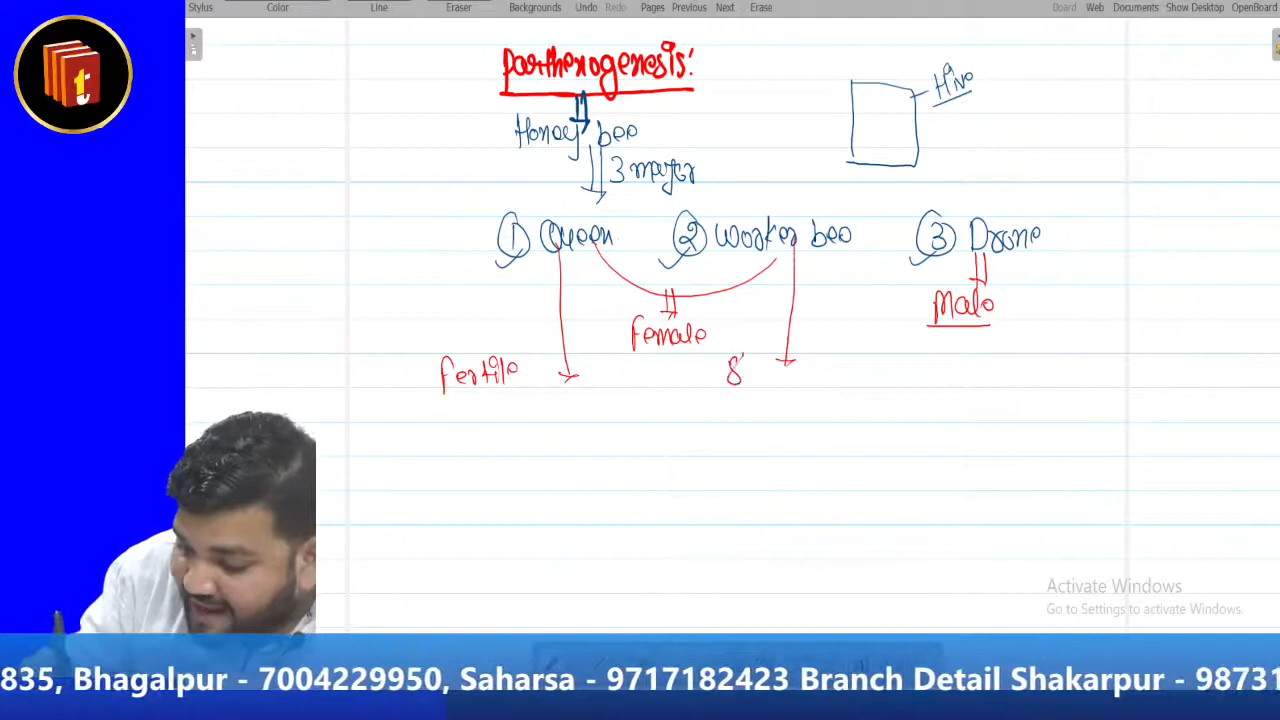 Stylus Color Line Eraser Backgrounds Undo Redo Pages Previous Next Erase Board Web Documents Show Desktop OpenBoard
t
Parthenogenesis:
Hive
Honey bee
3 major
① Queen ② Worker bee ③ Drone
Male
Female
Fertile S
Activate Windows
Go to Settings to activate Windows.
835, Bhagalpur - 7004229950, Saharsa - 9717182423 Branch Detail Shakarpur - 98731